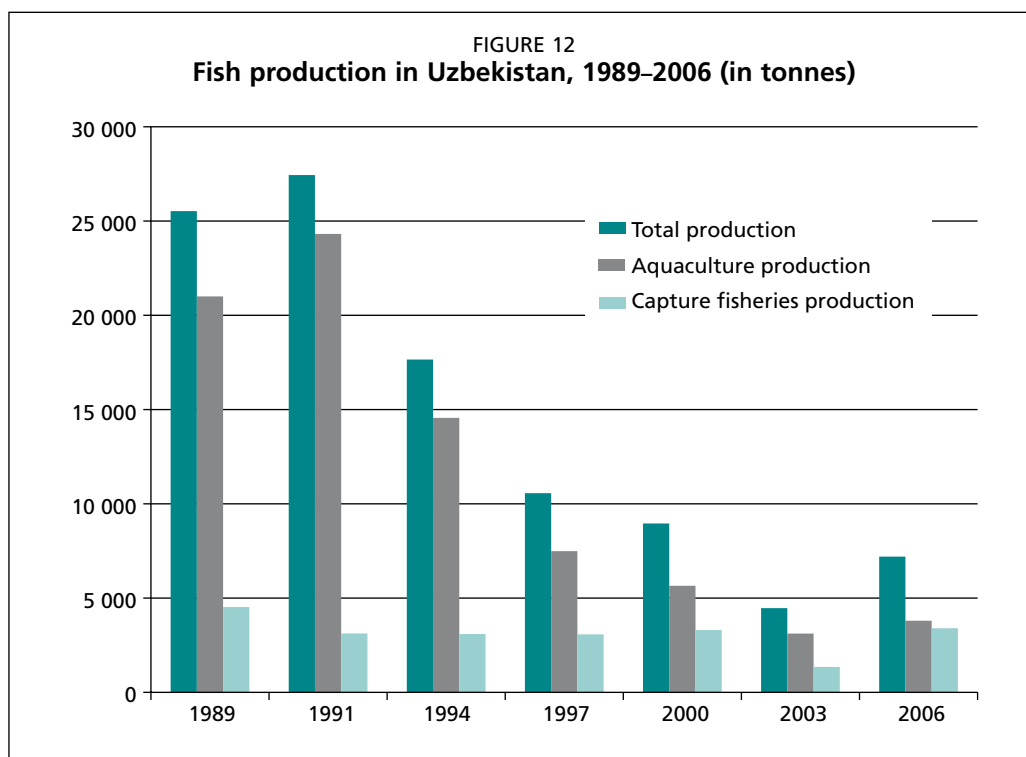 FIGURE 12
Fish production in Uzbekistan, 1989–2006 (in tonnes)
30 000
25 000
20 000
15 000
10 000
5 000
0
Total production
Aquaculture production
Capture fisheries production
1989 1991 1994 1997 2000 2003 2006